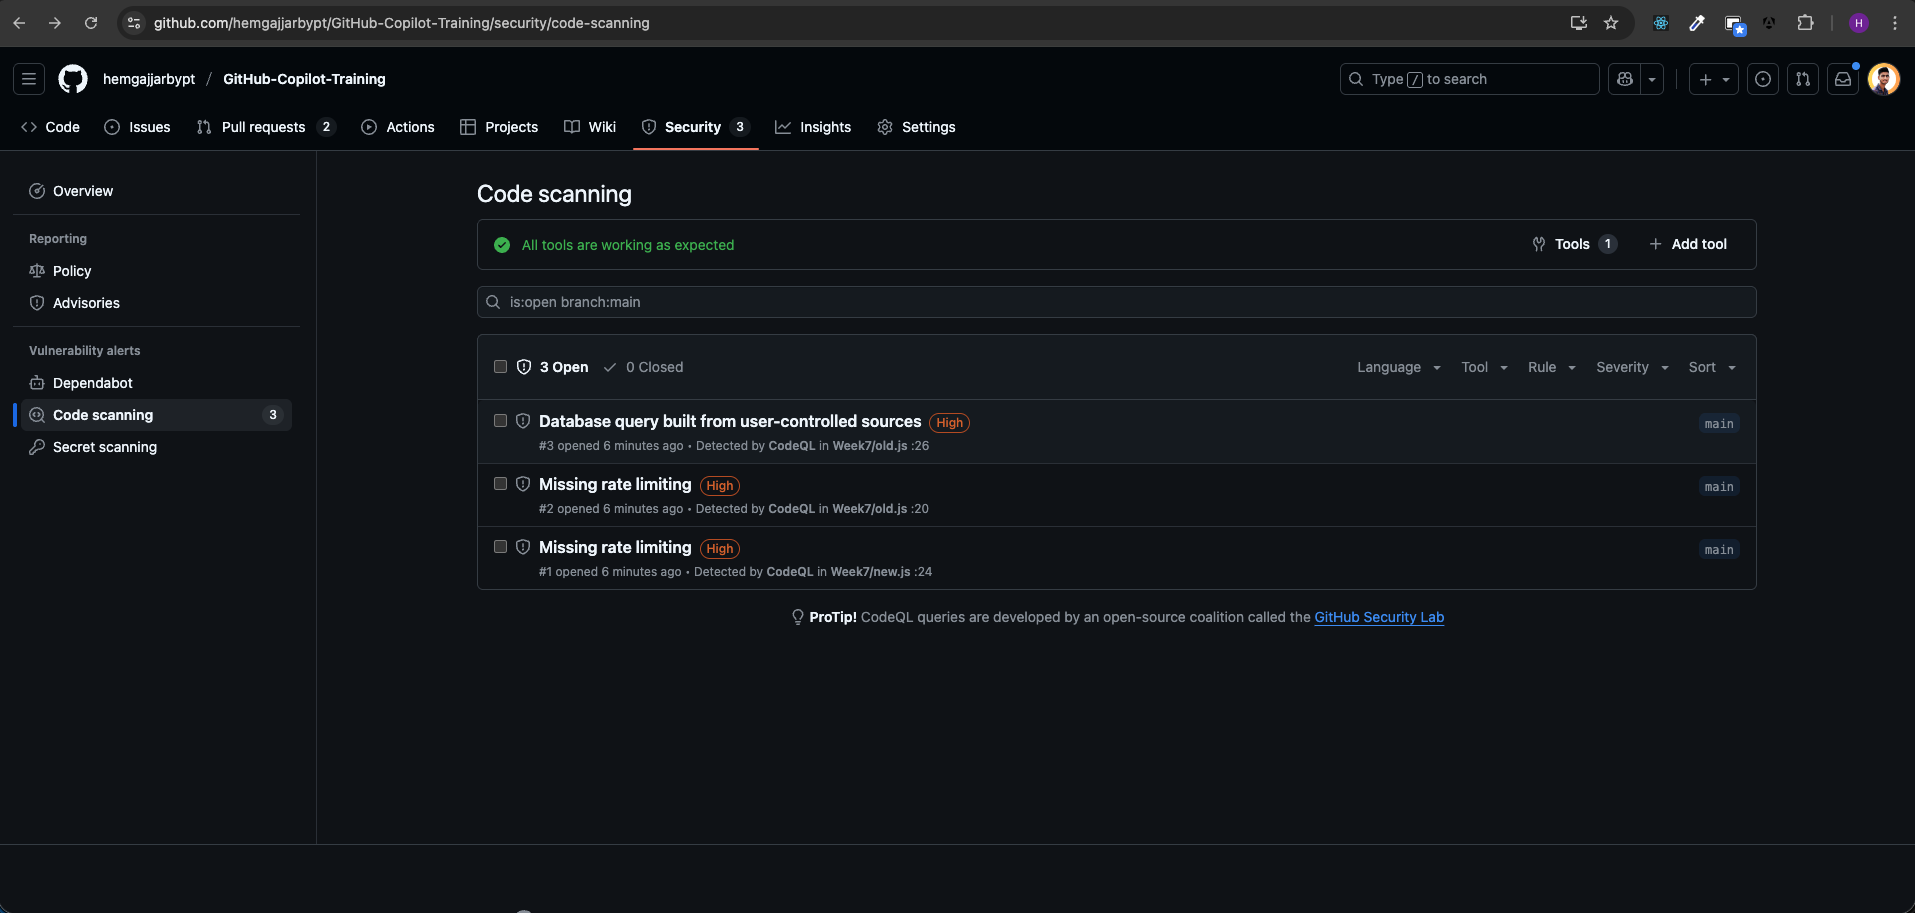 github.com/hemgajjarbypt/GitHub-Copilot-Training/security/code-scanning
H
hemgajjarbypt / GitHub-Copilot-Training
Type / to search
Code
Issues
Pull requests 2
Actions
Projects
Wiki
Security 3
Insights
Settings
Overview
Reporting
Policy
Advisories
Vulnerability alerts
Dependabot
Code scanning 3
Secret scanning
Code scanning
All tools are working as expected
Tools 1
Add tool
is:open branch:main
3 Open
0 Closed
Language
Tool
Rule
Severity
Sort
Database query built from user-controlled sources High
main
#3 opened 6 minutes ago • Detected by CodeQL in Week7/old.js :26
Missing rate limiting High
main
#2 opened 6 minutes ago • Detected by CodeQL in Week7/old.js :20
Missing rate limiting High
main
#1 opened 6 minutes ago • Detected by CodeQL in Week7/new.js :24
ProTip! CodeQL queries are developed by an open-source coalition called the GitHub Security Lab